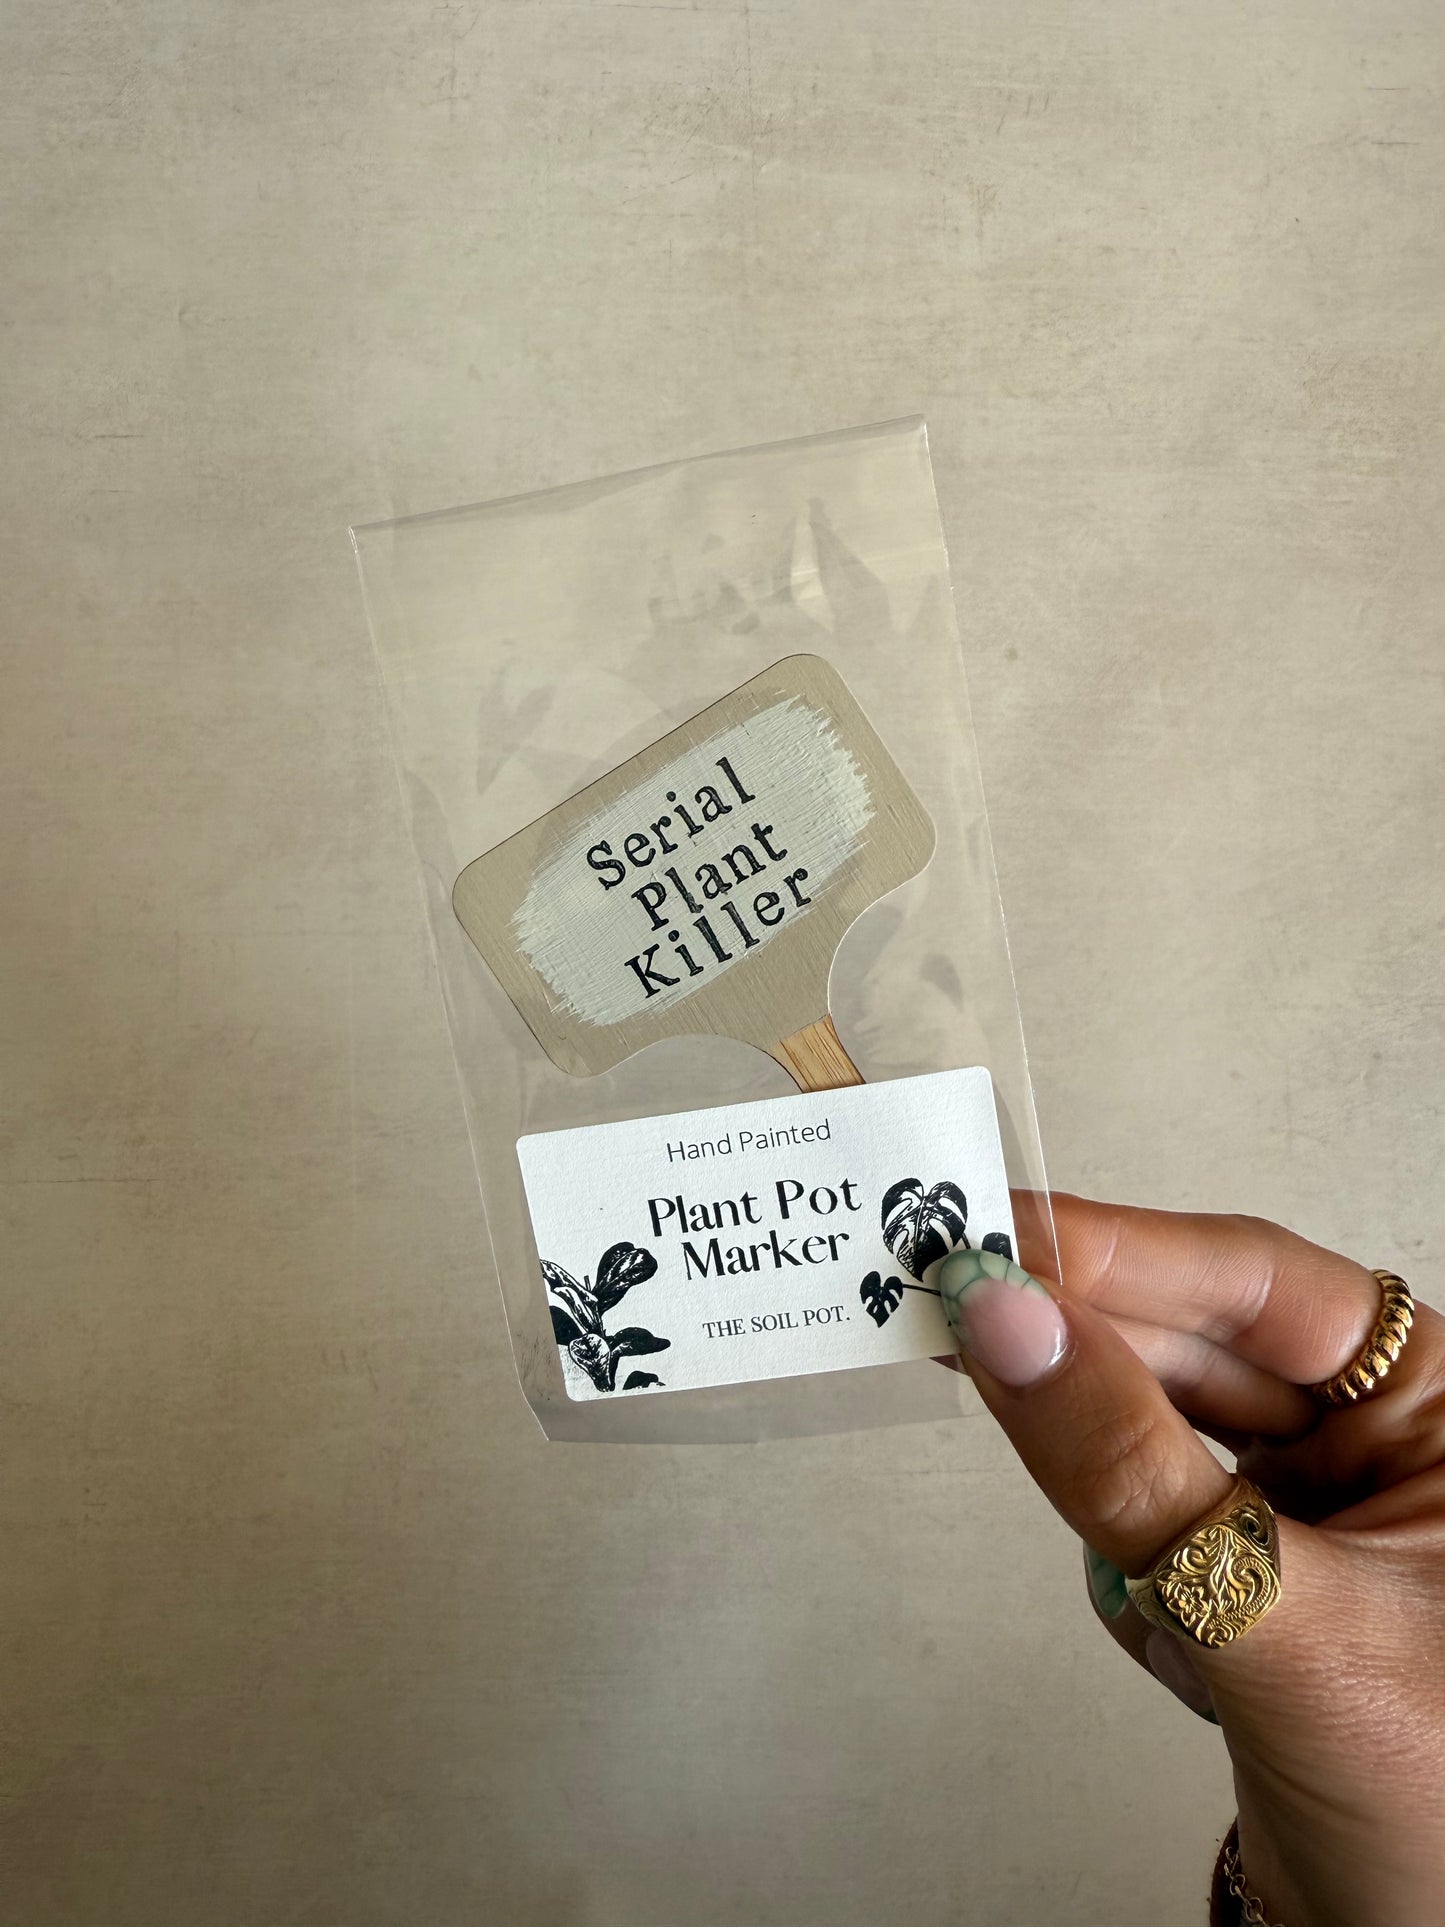 Serial
Plant
Killer
Hand Painted
Plant Pot
Marker
THE SOIL POT.